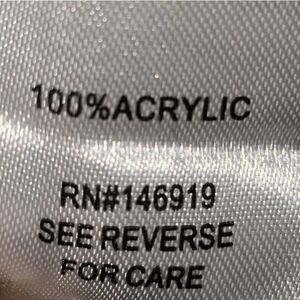 100%ACRYLIC
RN#146919
SEE REVERSE
FOR CARE